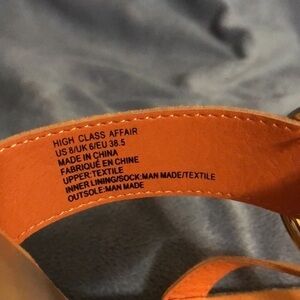 HIGH CLASS AFFAIR
US 8/UK 6/EU 38.5
MADE IN CHINA
FABRIQUÉ EN CHINE
UPPER:TEXTILE
INNER LINING/SOCK:MAN MADE/TEXTILE
OUTSOLE:MAN MADE